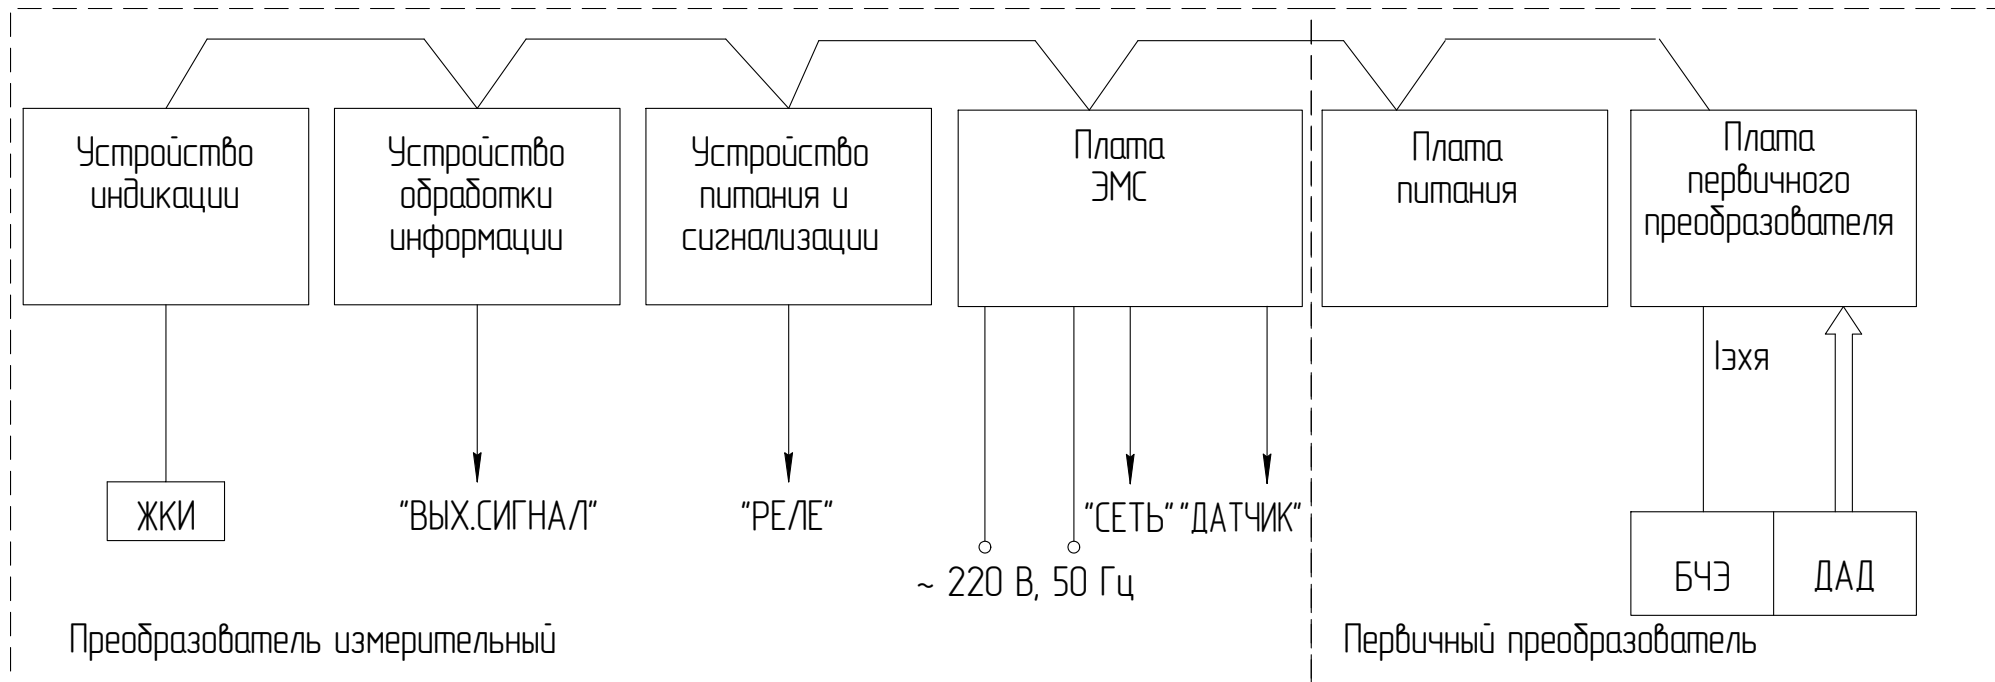 Устройство
индикации
Устройство
обработки
информации
Устройство
питания и
сигнализации
Плата
ЭМС
Плата
питания
Плата
первичного
преобразователя
Iэхя
ЖКИ
"ВЫХ.СИГНАЛ"
"РЕЛЕ"
"СЕТЬ"
"ДАТЧИК"
~ 220 В, 50 Гц
БЧЭ
ДАД
Преобразователь измерительный
Первичный преобразователь